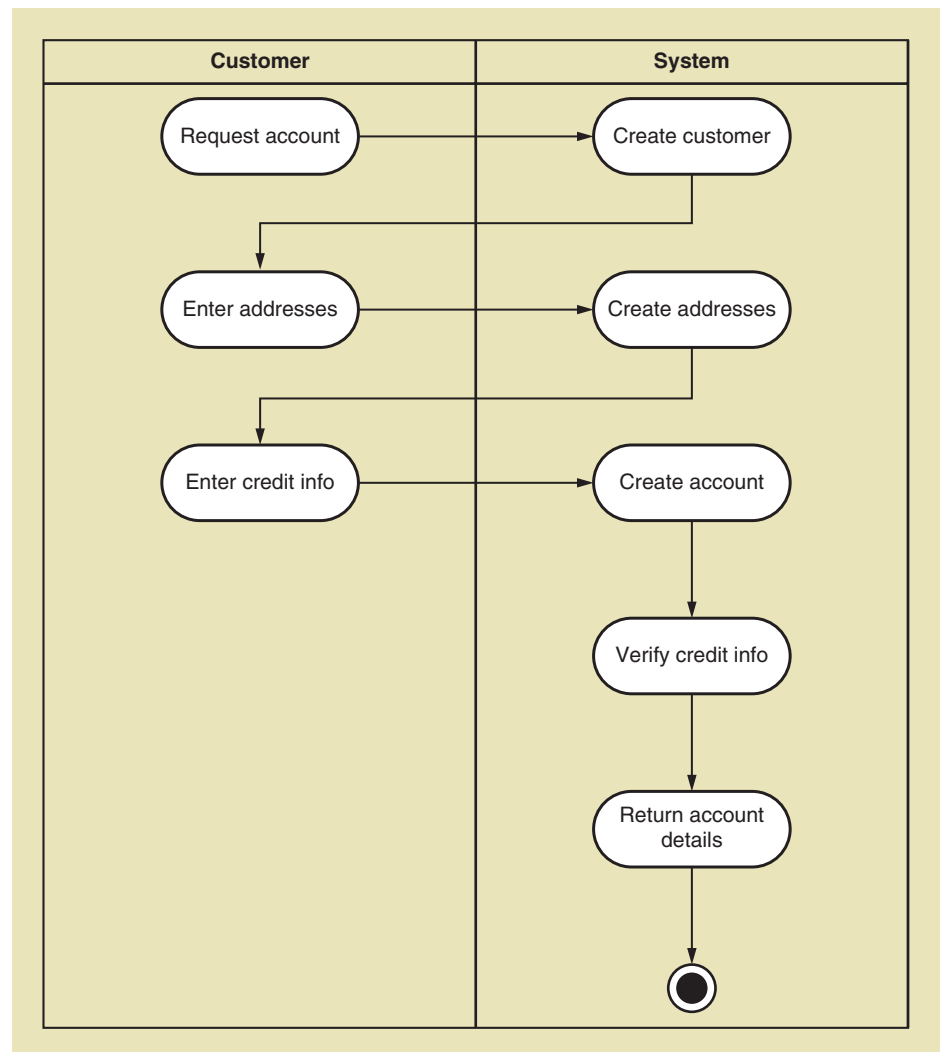 Customer
System
Request account
Create customer
Enter addresses
Create addresses
Enter credit info
Create account
Verify credit info
Return account
details